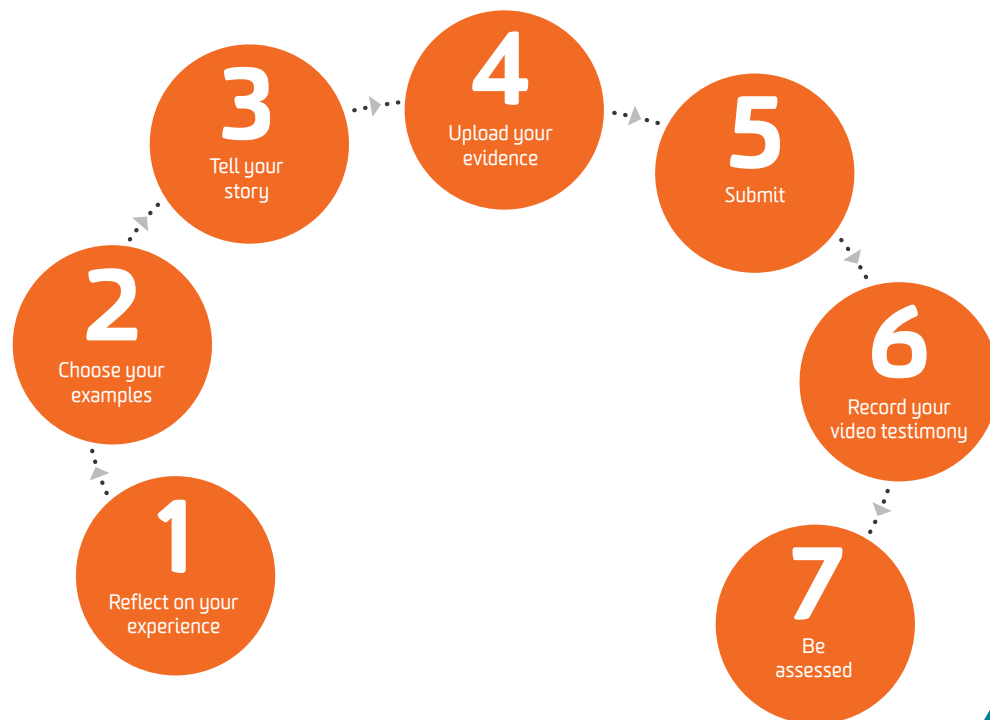 1
Reflect on your
experience
2
Choose your
examples
3
Tell your
story
4
Upload your
evidence
5
Submit
6
Record your
video testimony
7
Be
assessed